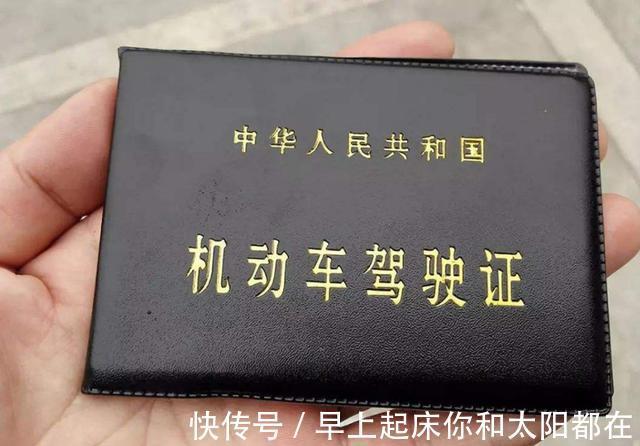 中华人民共和国
机动车驾驶证
快传号 / 早上起床你和太阳都在